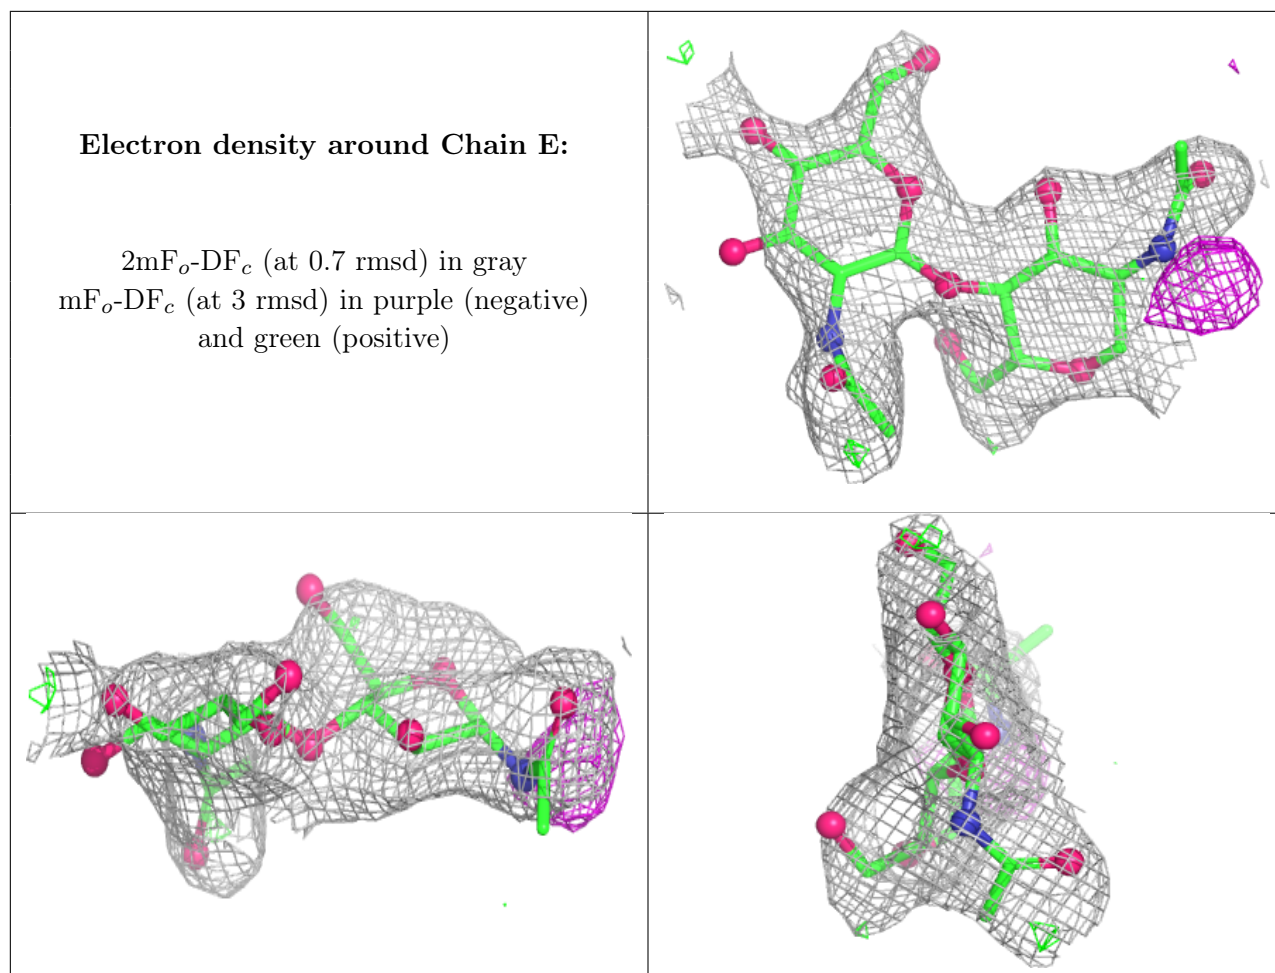 Electron density around Chain E:
2mFₒ-DF𝒸 (at 0.7 rmsd) in gray
mFₒ-DF𝒸 (at 3 rmsd) in purple (negative)
and green (positive)